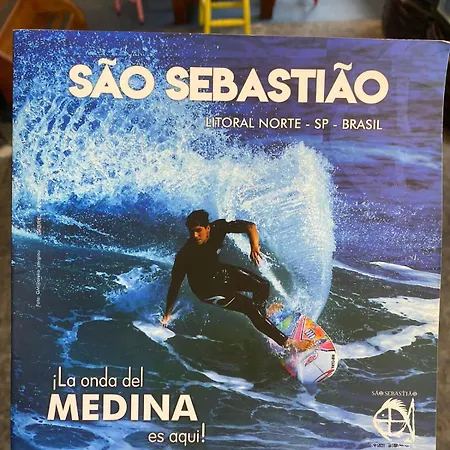 SÃO SEBASTIÃO
LITORAL NORTE - SP - BRASIL
¡La onda del
MEDINA
es aqui!
SÃO SEBASTIÃO